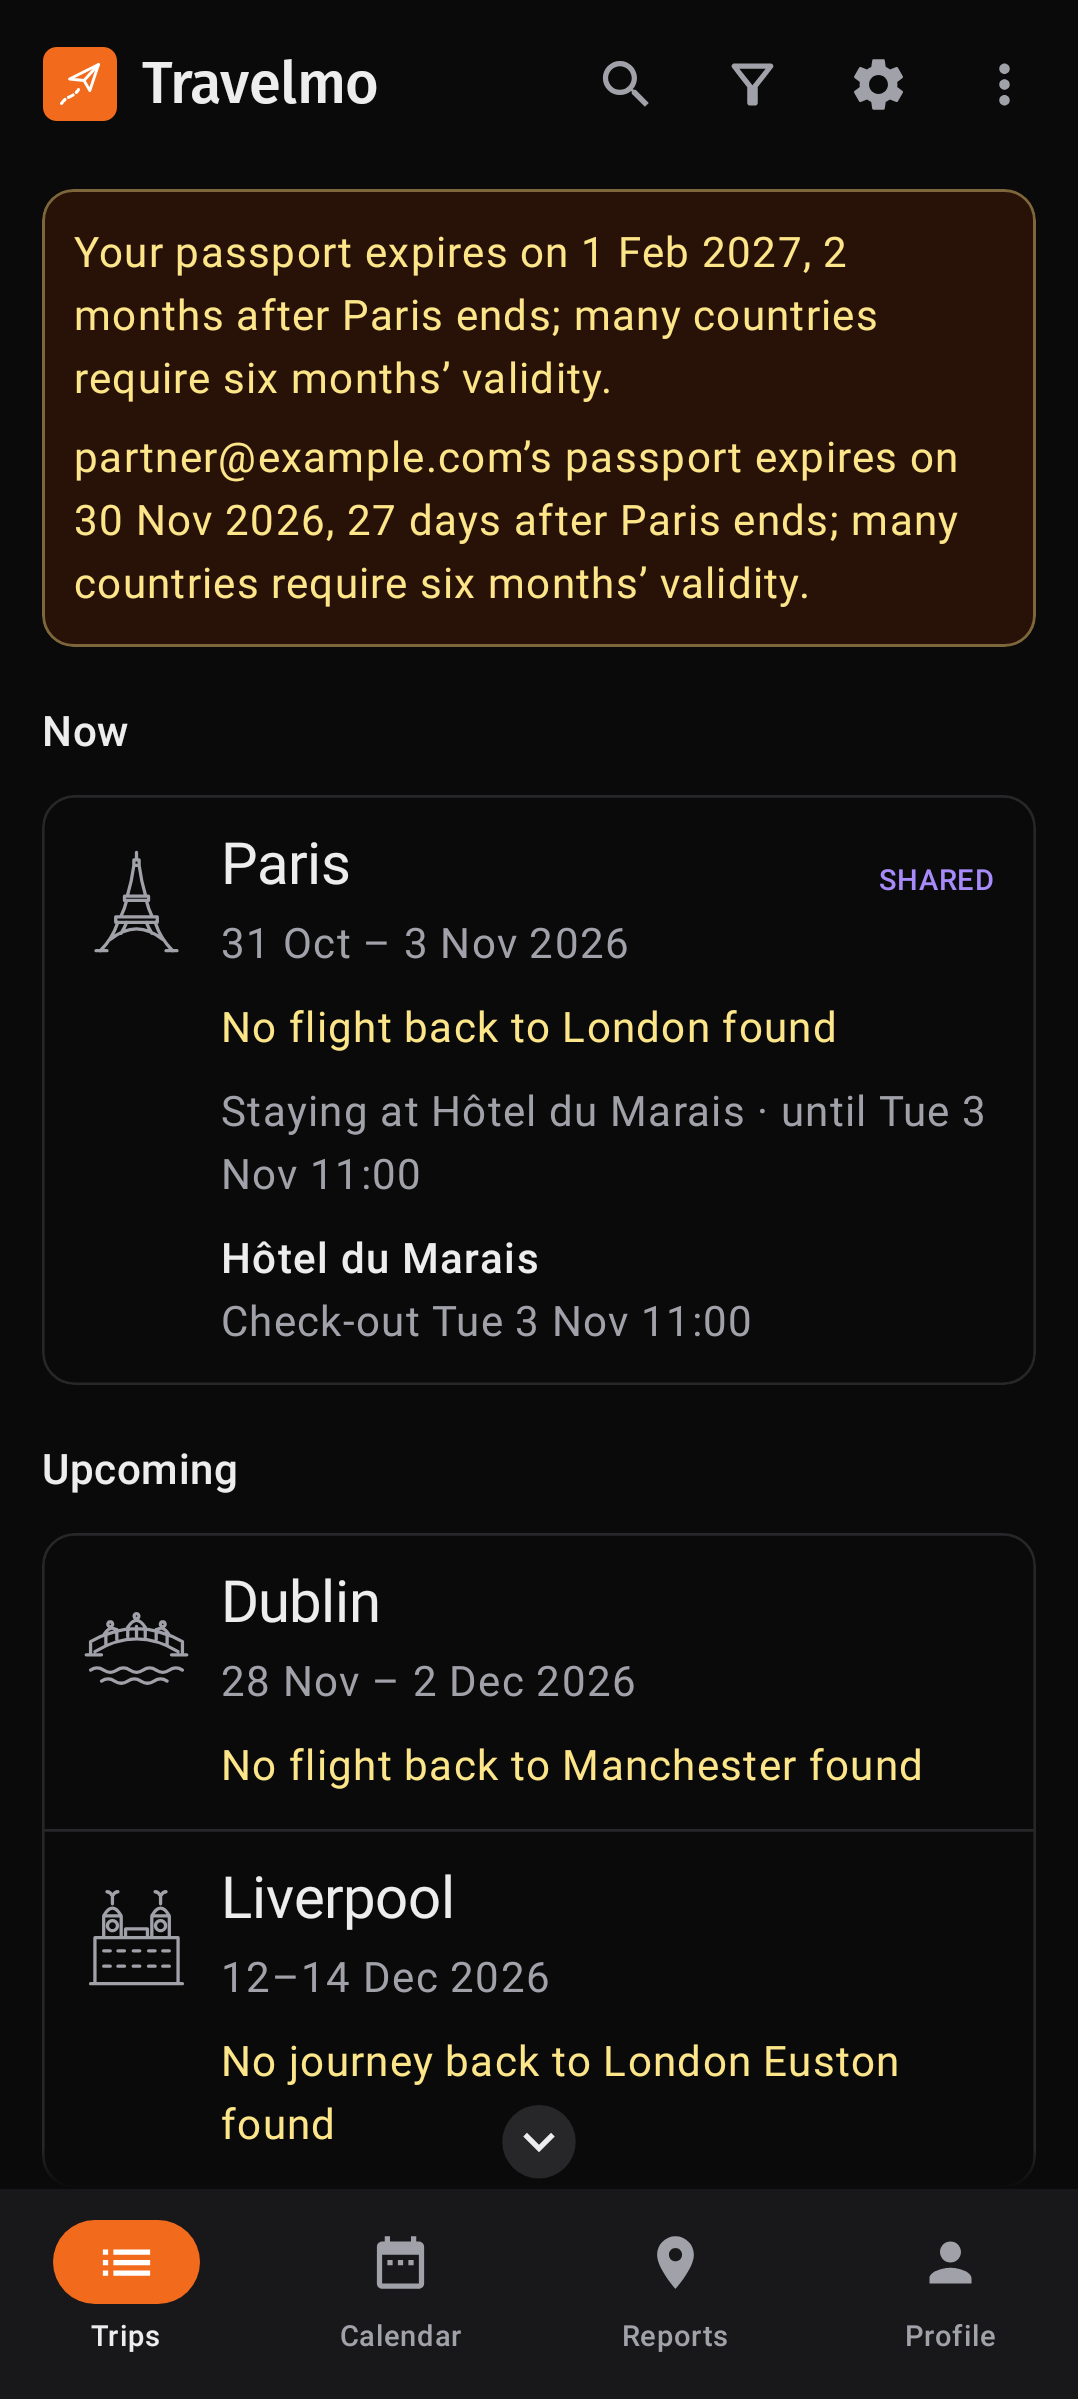 Travelmo
Your passport expires on 1 Feb 2027, 2
months after Paris ends; many countries
require six months’ validity.
partner@example.com’s passport expires on
30 Nov 2026, 27 days after Paris ends; many
countries require six months’ validity.
Now
Paris
SHARED
31 Oct – 3 Nov 2026
No flight back to London found
Staying at Hôtel du Marais · until Tue 3
Nov 11:00
Hôtel du Marais
Check-out Tue 3 Nov 11:00
Upcoming
Dublin
28 Nov – 2 Dec 2026
No flight back to Manchester found
Liverpool
12–14 Dec 2026
No journey back to London Euston
found
Trips
Calendar
Reports
Profile